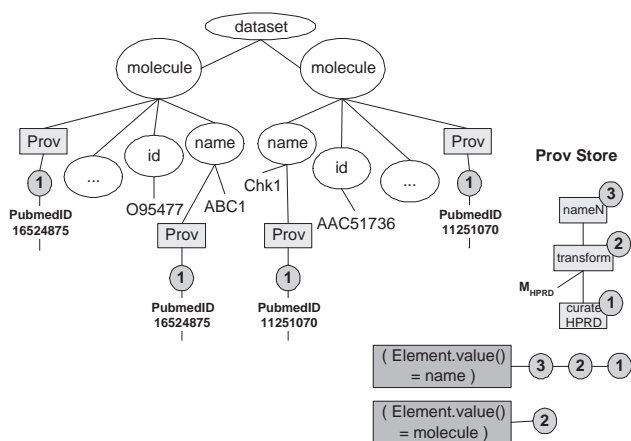 dataset
molecule
molecule
Prov
...
id
name
name
id
...
Prov
1
O95477
ABC1
Chk1
AAC51736
1
PubmedID
16524875
PubmedID
11251070
Prov
Prov
1
1
PubmedID
16524875
PubmedID
11251070
Prov Store
3
nameN
2
transform
M_HPRD
1
curate
HPRD
( Element.value()
= name )
3
2
1
( Element.value()
= molecule )
2